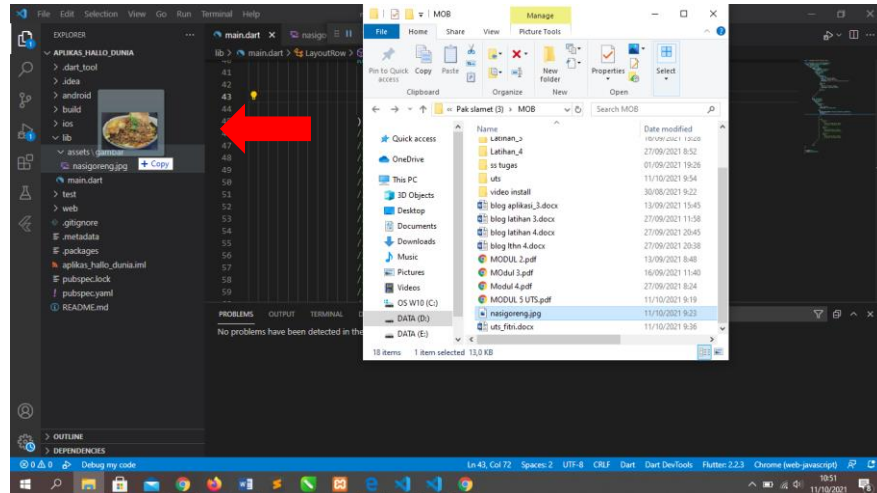 File Edit Selection View Go Run Terminal Help
MOB
Manage
File Home Share View Picture Tools
EXPLORER
main.dart
nasigo
APLIKAS_HALLO_DUNIA
lib > main.dart > LayoutRow >
.dart_tool
.idea
android
build
ios
lib
assets \ gambar
nasigoreng.jpg
+ Copy
main.dart
test
web
.gitignore
.metadata
.packages
aplikas_hallo_dunia.iml
pubspec.lock
pubspec.yaml
README.md
41
42
43
44
47
48
49
50
51
52
53
54
55
56
57
58
59
Pin to Quick access
Copy
Paste
New folder
Properties
Select
Clipboard
Organize
New
Open
Pak slamet (3) > MOB
Search MOB
Quick access
OneDrive
This PC
3D Objects
Desktop
Documents
Downloads
Music
Pictures
Videos
OS W10 (C:)
DATA (D:)
DATA (E:)
Name Date modified
Latihan_3 16/09/2021 13:28
Latihan_4 27/09/2021 8:52
ss tugas 01/09/2021 19:26
uts 11/10/2021 9:54
video install 30/08/2021 9:22
blog aplikasi_3.docx 13/09/2021 15:45
blog latihan 3.docx 27/09/2021 11:58
blog latihan 4.docx 27/09/2021 20:45
blog lthn 4.docx 27/09/2021 20:38
MODUL 2.pdf 13/09/2021 8:48
MOdul 3.pdf 16/09/2021 11:40
Modul 4.pdf 27/09/2021 8:24
MODUL 5 UTS.pdf 11/10/2021 9:19
nasigoreng.jpg 11/10/2021 9:23
uts_fitri.docx 11/10/2021 9:36
18 items 1 item selected 13,0 KB
PROBLEMS OUTPUT TERMINAL D
No problems have been detected in the
OUTLINE
DEPENDENCIES
0 0 Debug my code
Ln 43, Col 72 Spaces: 2 UTF-8 CRLF Dart Dart DevTools Flutter: 2.2.3 Chrome (web-javascript)
10:51
11/10/2021